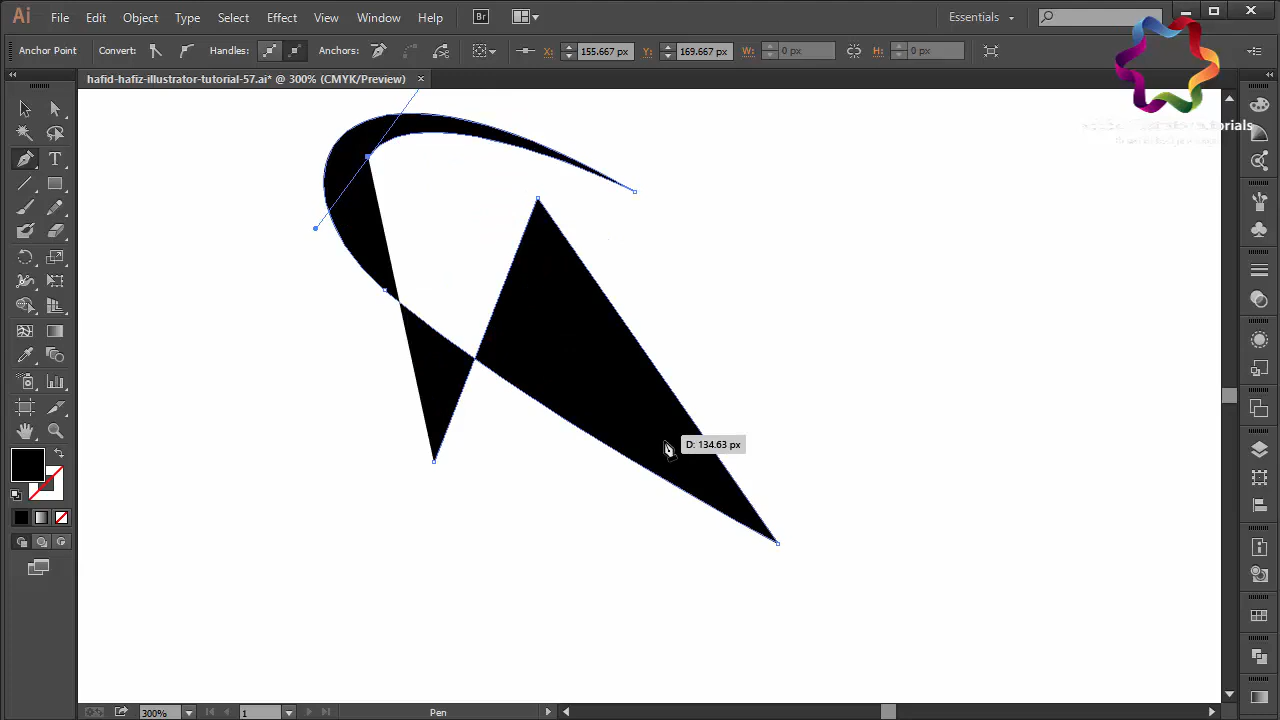 Ai File Edit Object Type Select Effect View Window Help Br Essentials
Anchor Point Convert: Handles: Anchors: X: 155.667 px Y: 169.667 px W: 0 px H: 0 px
hafid-hafiz-illustrator-tutorial-57.ai* @ 300% (CMYK/Preview)
T
D: 134.63 px
300% 1 Pen